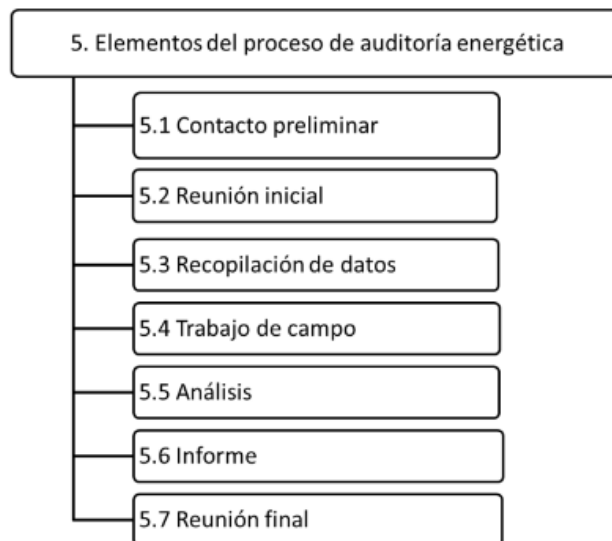 5. Elementos del proceso de auditoría energética
5.1 Contacto preliminar
5.2 Reunión inicial
5.3 Recopilación de datos
5.4 Trabajo de campo
5.5 Análisis
5.6 Informe
5.7 Reunión final